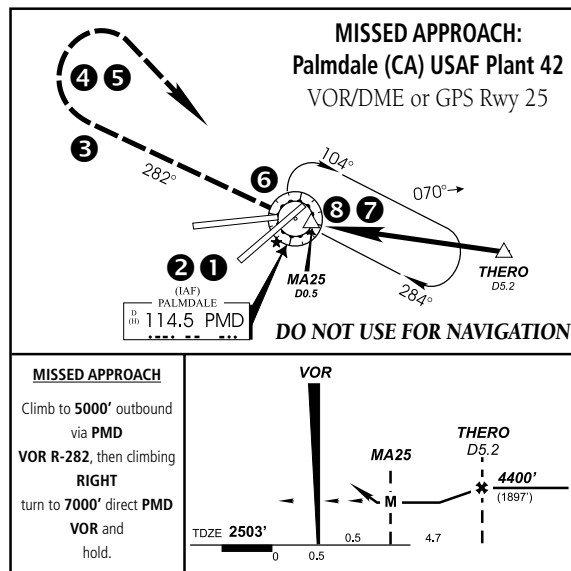 MISSED APPROACH:
Palmdale (CA) USAF Plant 42
VOR/DME or GPS Rwy 25
4 5
3
282°
6
104°
070°
8 7
2 1
MA25
D0.5
284°
THERO
D5.2
(IAF)
PALMDALE
D
(H) 114.5 PMD
DO NOT USE FOR NAVIGATION
MISSED APPROACH
Climb to 5000' outbound
via PMD
VOR R-282, then climbing
RIGHT
turn to 7000' direct PMD
VOR and
hold.
VOR
MA25
THERO
D5.2
4400'
(1897')
M
TDZE 2503'
0.5 4.7
0 0.5